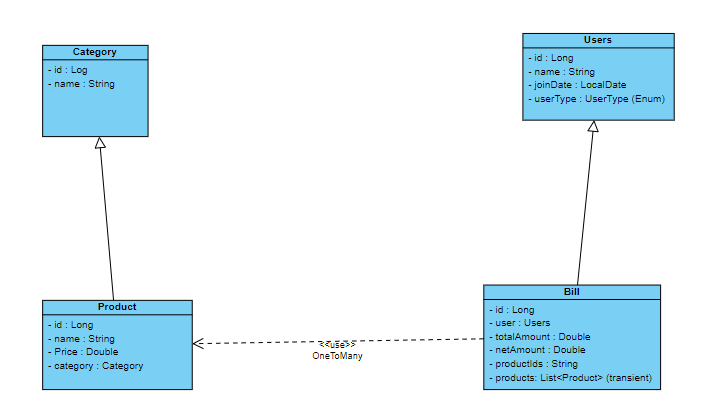 Category
- id : Log
- name : String
Users
- id : Long
- name : String
- joinDate : LocalDate
- userType : UserType (Enum)
Product
- id : Long
- name : String
- Price : Double
- category : Category
<<use>>
OneToMany
Bill
- id : Long
- user : Users
- totalAmount : Double
- netAmount : Double
- productIds : String
- products: List<Product> (transient)